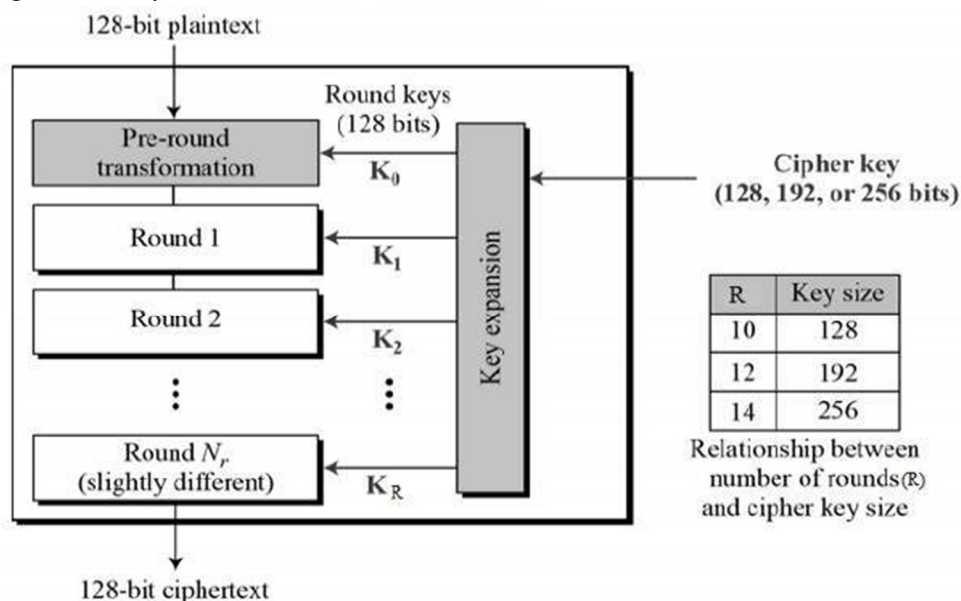 128-bit plaintext
Round keys
(128 bits)
Pre-round
transformation
K₀
Cipher key
(128, 192, or 256 bits)
Round 1
K₁
Round 2
K₂
Key expansion
R Key size
10 128
12 192
14 256
Relationship between
number of rounds(R)
and cipher key size
Round Nᵣ
(slightly different)
K_R
128-bit ciphertext